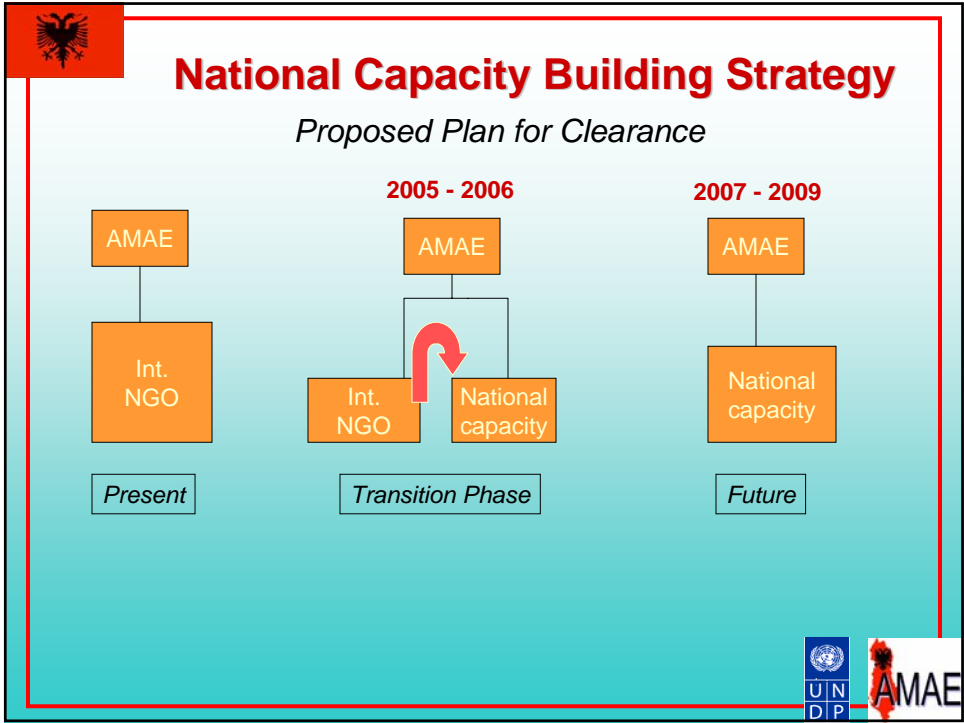 National Capacity Building Strategy
Proposed Plan for Clearance
2005 - 2006
2007 - 2009
AMAE
AMAE
AMAE
Int.
NGO
Int.
NGO
National
capacity
National
capacity
Present
Transition Phase
Future
U N
D P
AMAE